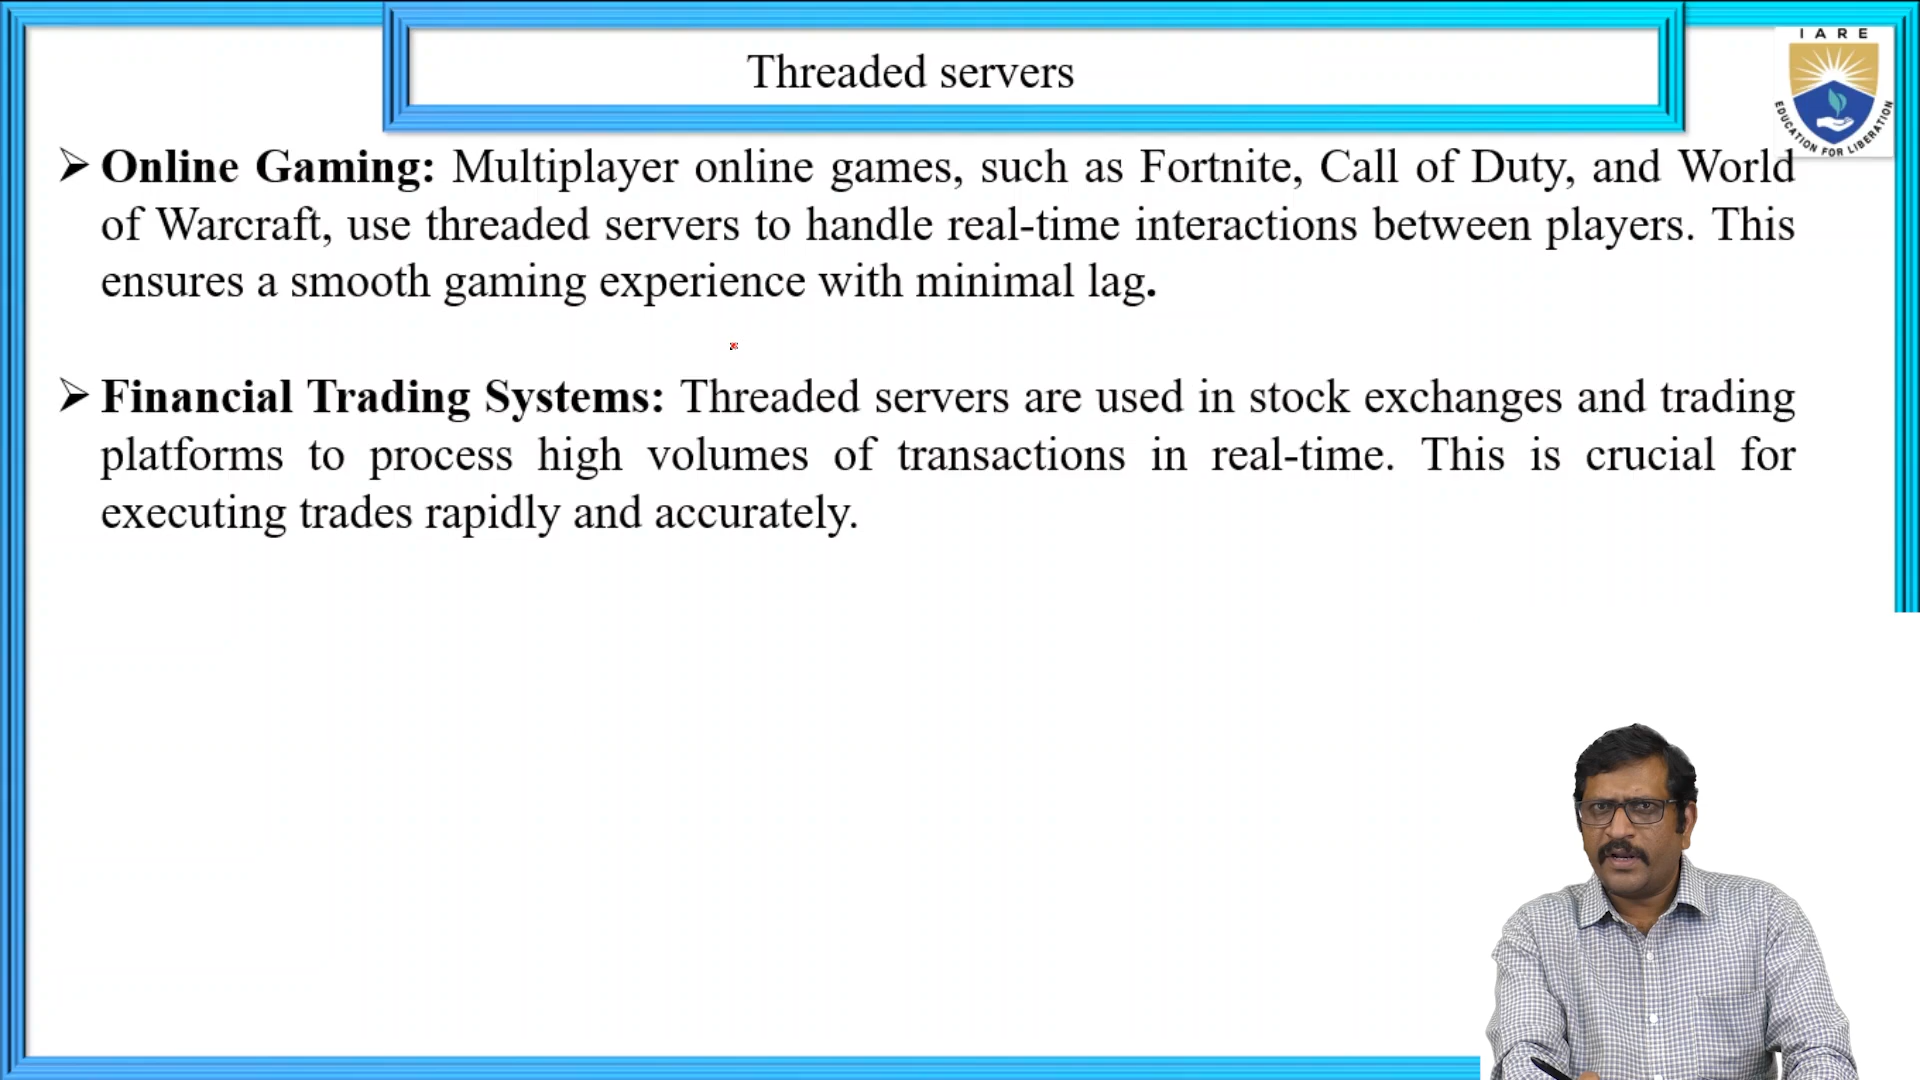 Threaded servers
I A R E
EDUCATION FOR LIBERATION
➢ Online Gaming: Multiplayer online games, such as Fortnite, Call of Duty, and World
of Warcraft, use threaded servers to handle real-time interactions between players. This
ensures a smooth gaming experience with minimal lag.
➢ Financial Trading Systems: Threaded servers are used in stock exchanges and trading
platforms to process high volumes of transactions in real-time. This is crucial for
executing trades rapidly and accurately.